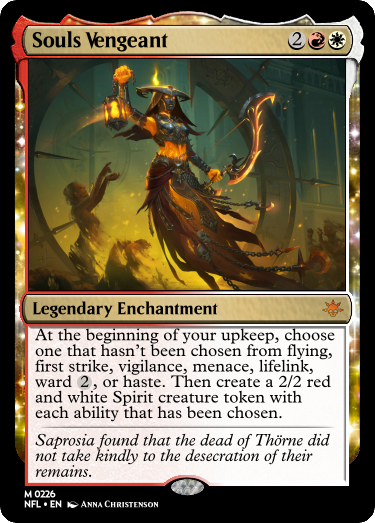 Souls Vengeant 2
Legendary Enchantment
At the beginning of your upkeep, choose
one that hasn't been chosen from flying,
first strike, vigilance, menace, lifelink,
ward 2, or haste. Then create a 2/2 red
and white Spirit creature token with
each ability that has been chosen.
Saprosia found that the dead of Thörne did
not take kindly to the desecration of their
remains.
M 0226
NFL • EN Anna Christenson